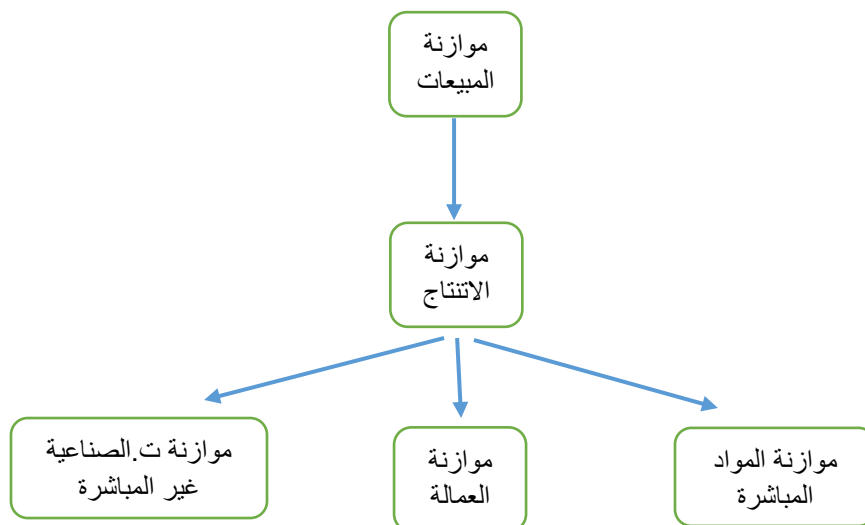 موازنة
المبيعات
موازنة
الاتنتاج
موازنة المواد
المباشرة
موازنة
العمالة
موازنة ت.الصناعية
غير المباشرة